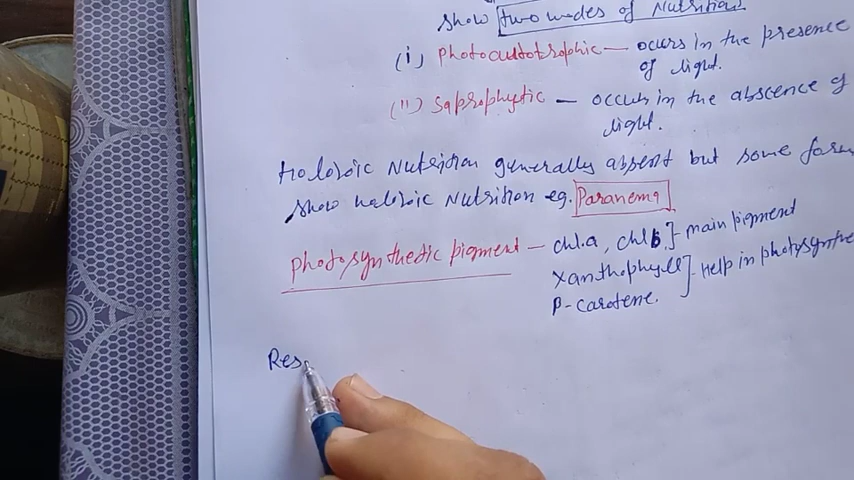 show two modes of Nutrition
(i) Photoautotrophic — occurs in the presence
of light.
(ii) Saprophytic — occurs in the abscence of
light.
Holozoic Nutrition generally absent but some form
show holozoic Nutrition eg. Paranema
Photosynthetic pigment — chl.a, chl b ] - main pigment
Xanthophyll ] - Help in photosynthe
β-carotene.
Res